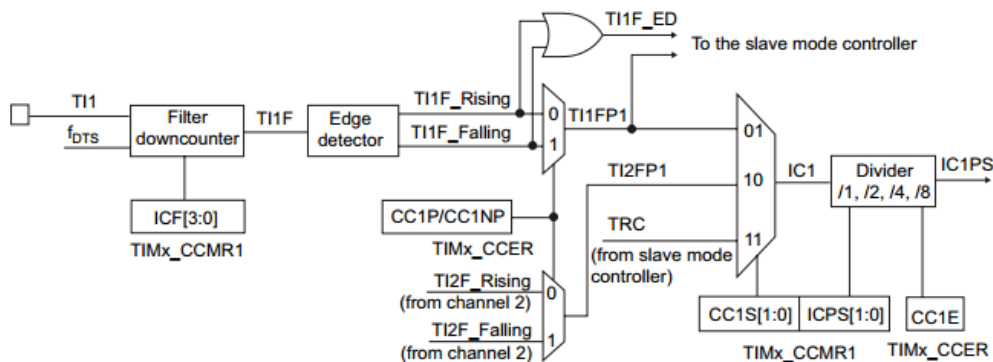 TI1F_ED
To the slave mode controller
TI1
f_DTS
Filter
downcounter
TI1F
Edge
detector
TI1F_Rising
TI1F_Falling
0
1
TI1FP1
01
10
11
TI2FP1
TRC
(from slave mode
controller)
IC1
Divider
/1, /2, /4, /8
IC1PS
ICF[3:0]
TIMx_CCMR1
CC1P/CC1NP
TIMx_CCER
TI2F_Rising
(from channel 2)
TI2F_Falling
(from channel 2)
0
1
CC1S[1:0]
ICPS[1:0]
TIMx_CCMR1
CC1E
TIMx_CCER